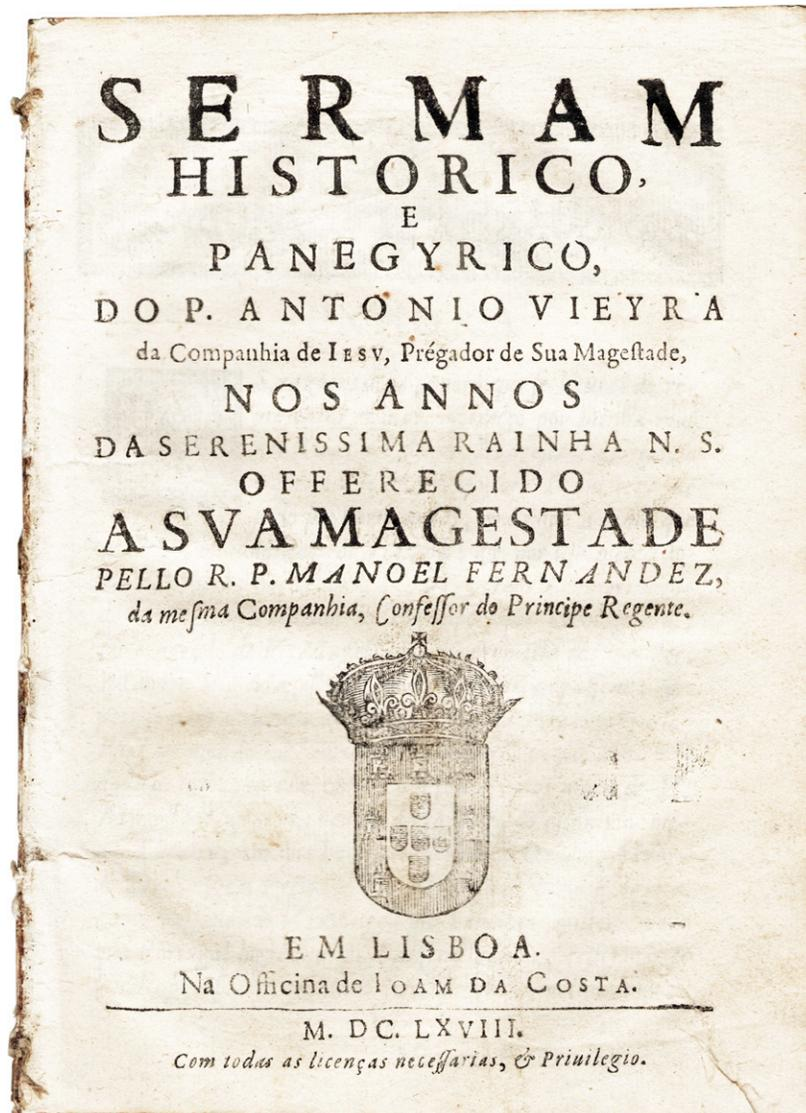 SERMAM
HISTORICO,
E
PANEGYRICO,
DO P. ANTONIO VIEYRA
da Companhia de IESV, Prégador de Sua Mageſtade,
NOS ANNOS
DA SERENISSIMA RAINHA N. S.
OFFERECIDO
A SVA MAGESTADE
PELLO R. P. MANOEL FERNANDEZ,
da meſma Companhia, Confeſſor do Principe Regente.
EM LISBOA.
Na Officina de IOAM DA COSTA.
M. DC. LXVIII.
Com todas as licenças neceſſarias, & Priuilegio.